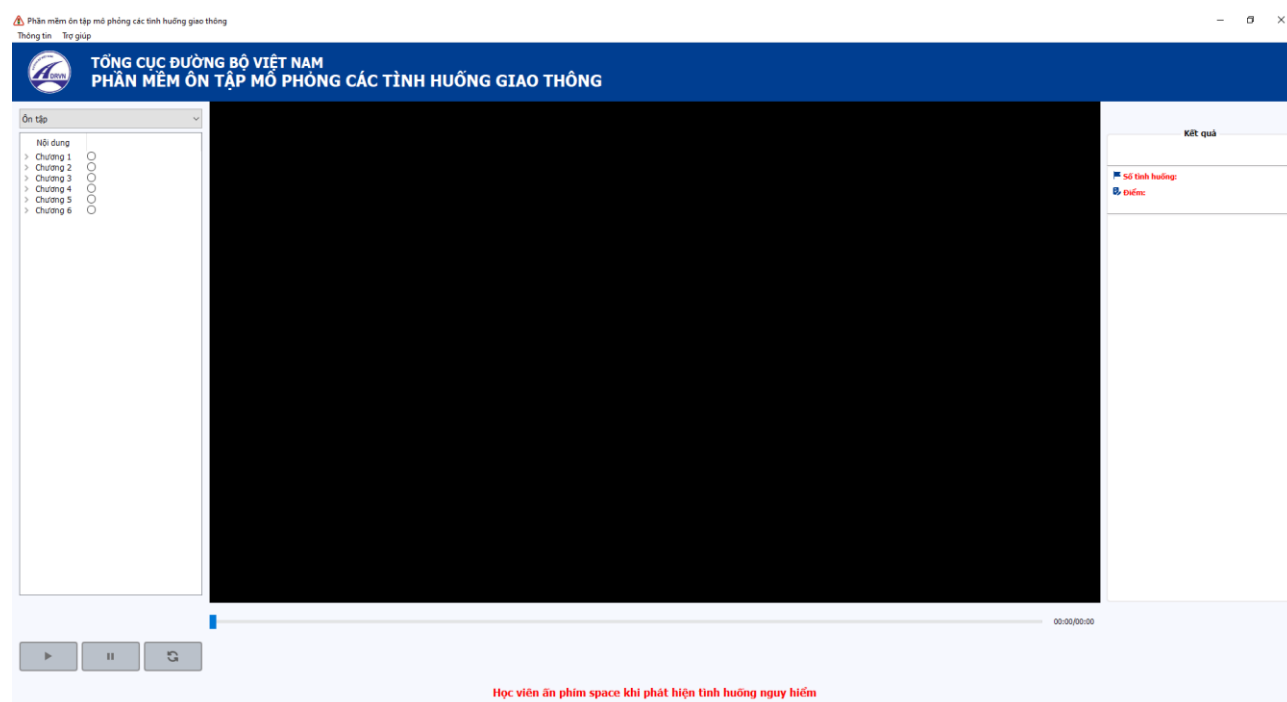 Phần mềm ôn tập mô phỏng các tình huống giao thông
Thông tin Trợ giúp
DRVN
TỔNG CỤC ĐƯỜNG BỘ VIỆT NAM
PHẦN MỀM ÔN TẬP MÔ PHỎNG CÁC TÌNH HUỐNG GIAO THÔNG
Ôn tập
Nội dung
Chương 1
Chương 2
Chương 3
Chương 4
Chương 5
Chương 6
Kết quả
Số tình huống:
Điểm:
00:00/00:00
Học viên ấn phím space khi phát hiện tình huống nguy hiểm